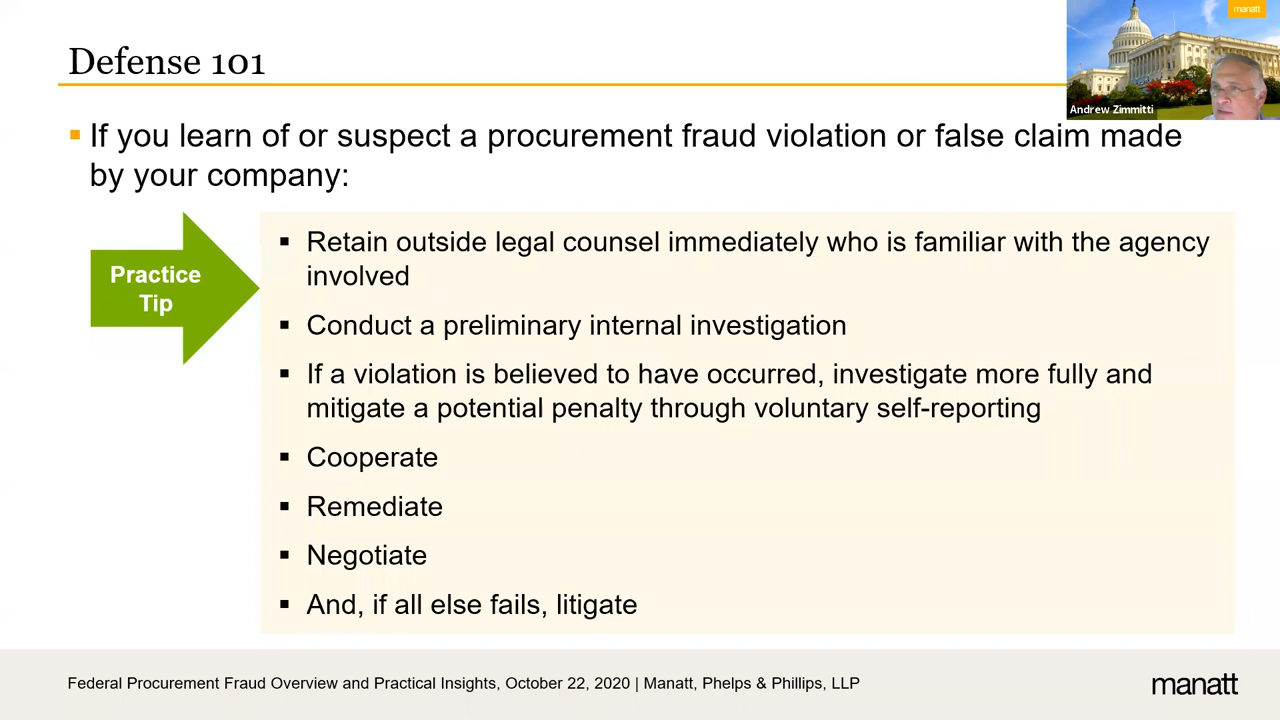 manatt
Defense 101
Andrew Zimmitti
▪ If you learn of or suspect a procurement fraud violation or false claim made
by your company:
Practice
Tip
▪ Retain outside legal counsel immediately who is familiar with the agency
involved
▪ Conduct a preliminary internal investigation
▪ If a violation is believed to have occurred, investigate more fully and
mitigate a potential penalty through voluntary self-reporting
▪ Cooperate
▪ Remediate
▪ Negotiate
▪ And, if all else fails, litigate
Federal Procurement Fraud Overview and Practical Insights, October 22, 2020 | Manatt, Phelps & Phillips, LLP
manatt